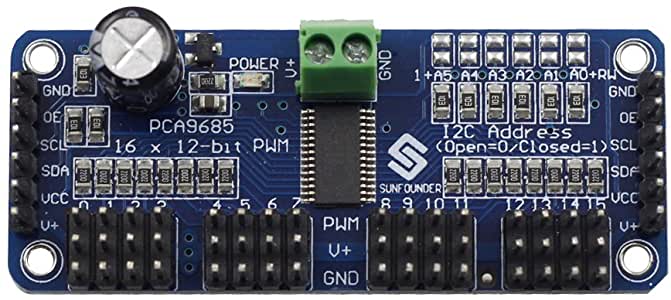 POWER
V+
GND
1+A5 A4 A3 A2 A1 A0+RW
GND
OE
SCL
SDA
VCC
V+
PCA9685
16 x 12-bit PWM
SUNFOUNDER
I2C Address
(Open=0/Closed=1)
GND
OE
SCL
SDA
VCC
V+
0 1 2 3 4 5 6 7 8 9 10 11 12 13 14 15
PWM
V+
GND